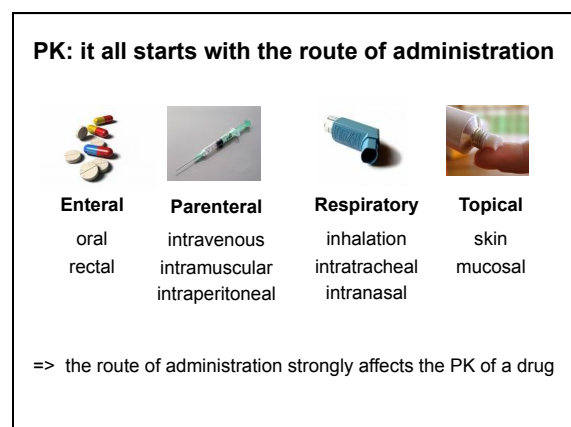 PK: it all starts with the route of administration
Enteral
oral
rectal
Parenteral
intravenous
intramuscular
intraperitoneal
Respiratory
inhalation
intratracheal
intranasal
Topical
skin
mucosal
=> the route of administration strongly affects the PK of a drug